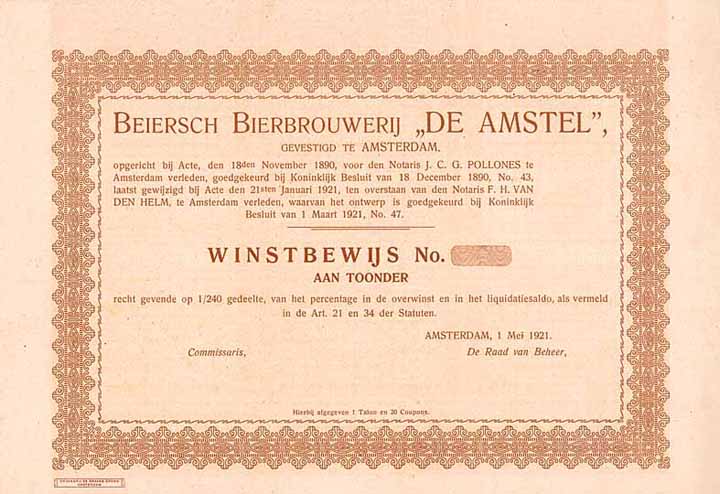 BEIERSCH BIERBROUWERIJ „DE AMSTEL”,
GEVESTIGD TE AMSTERDAM,
opgericht bij Acte, den 18den November 1890, voor den Notaris J. C. G. POLLONES te
Amsterdam verleden, goedgekeurd bij Koninklijk Besluit van 18 December 1890, No. 43,
laatst gewijzigd bij Acte den 21sten Januari 1921, ten overstaan van den Notaris F. H. VAN
DEN HELM, te Amsterdam verleden, waarvan het ontwerp is goedgekeurd bij Koninklijk
Besluit van 1 Maart 1921, No. 47.
WINSTBEWIJS No.
AAN TOONDER
recht gevende op 1/240 gedeelte, van het percentage in de overwinst en in het liquidatiesaldo, als vermeld
in de Art. 21 en 34 der Statuten.
AMSTERDAM, 1 Mei 1921.
Commissaris, De Raad van Beheer,
Hierbij afgegeven 1 Talon en 20 Coupons.